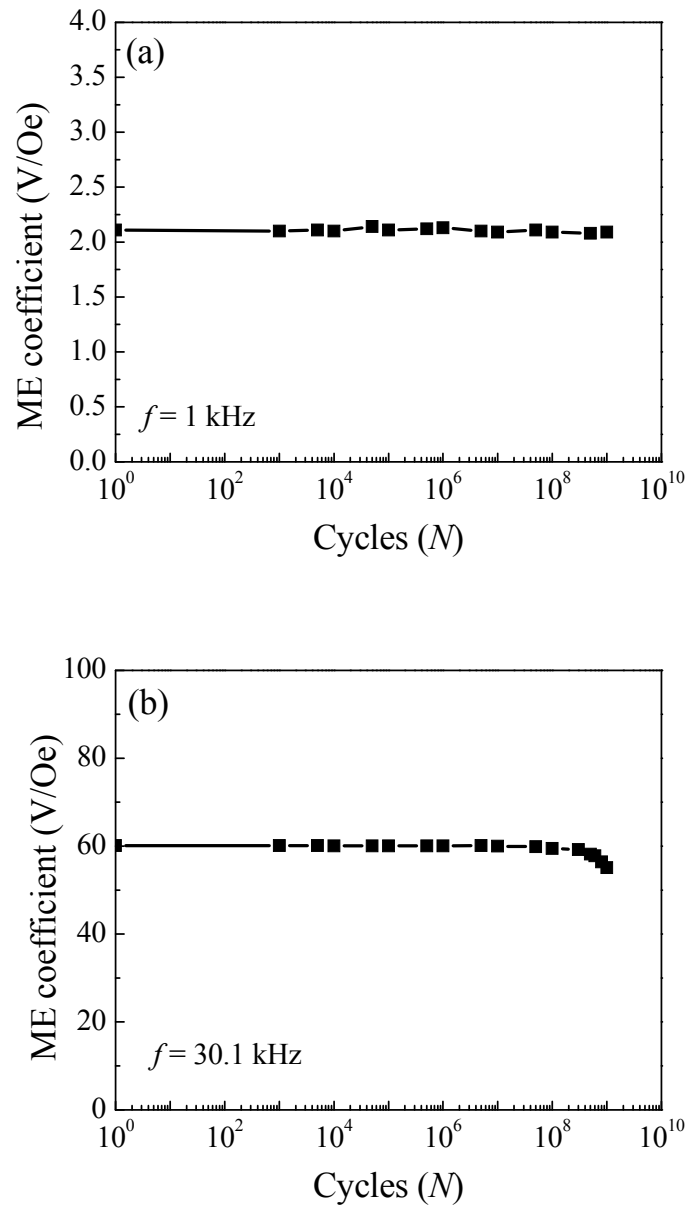 (a)
ME coefficient (V/Oe)
4.0
3.5
3.0
2.5
2.0
1.5
1.0
0.5
0.0
f = 1 kHz
10^0 10^2 10^4 10^6 10^8 10^10
Cycles (N)
(b)
ME coefficient (V/Oe)
100
80
60
40
20
0
f = 30.1 kHz
10^0 10^2 10^4 10^6 10^8 10^10
Cycles (N)